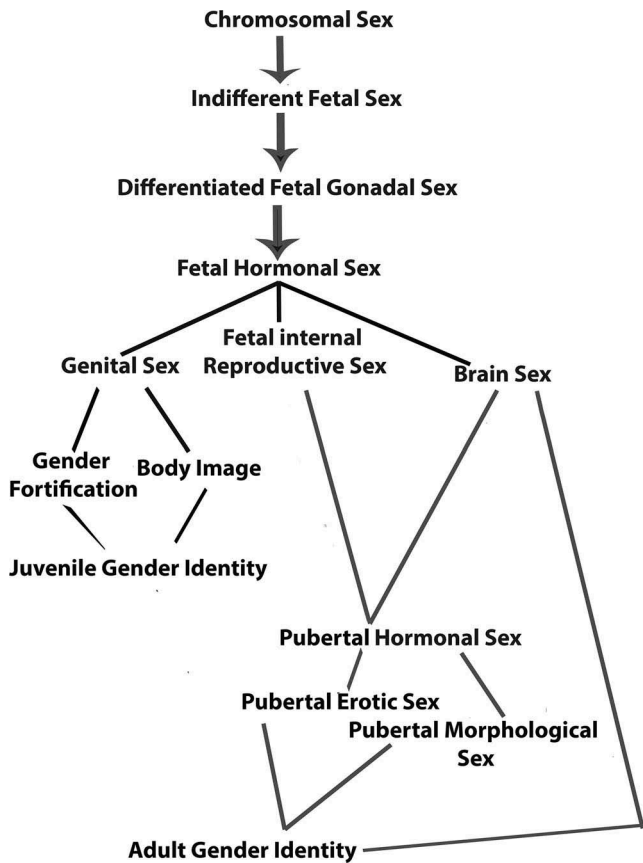 Chromosomal Sex
Indifferent Fetal Sex
Differentiated Fetal Gonadal Sex
Fetal Hormonal Sex
Genital Sex
Fetal internal
Reproductive Sex
Brain Sex
Gender
Fortification
Body Image
Juvenile Gender Identity
Pubertal Hormonal Sex
Pubertal Erotic Sex
Pubertal Morphological
Sex
Adult Gender Identity